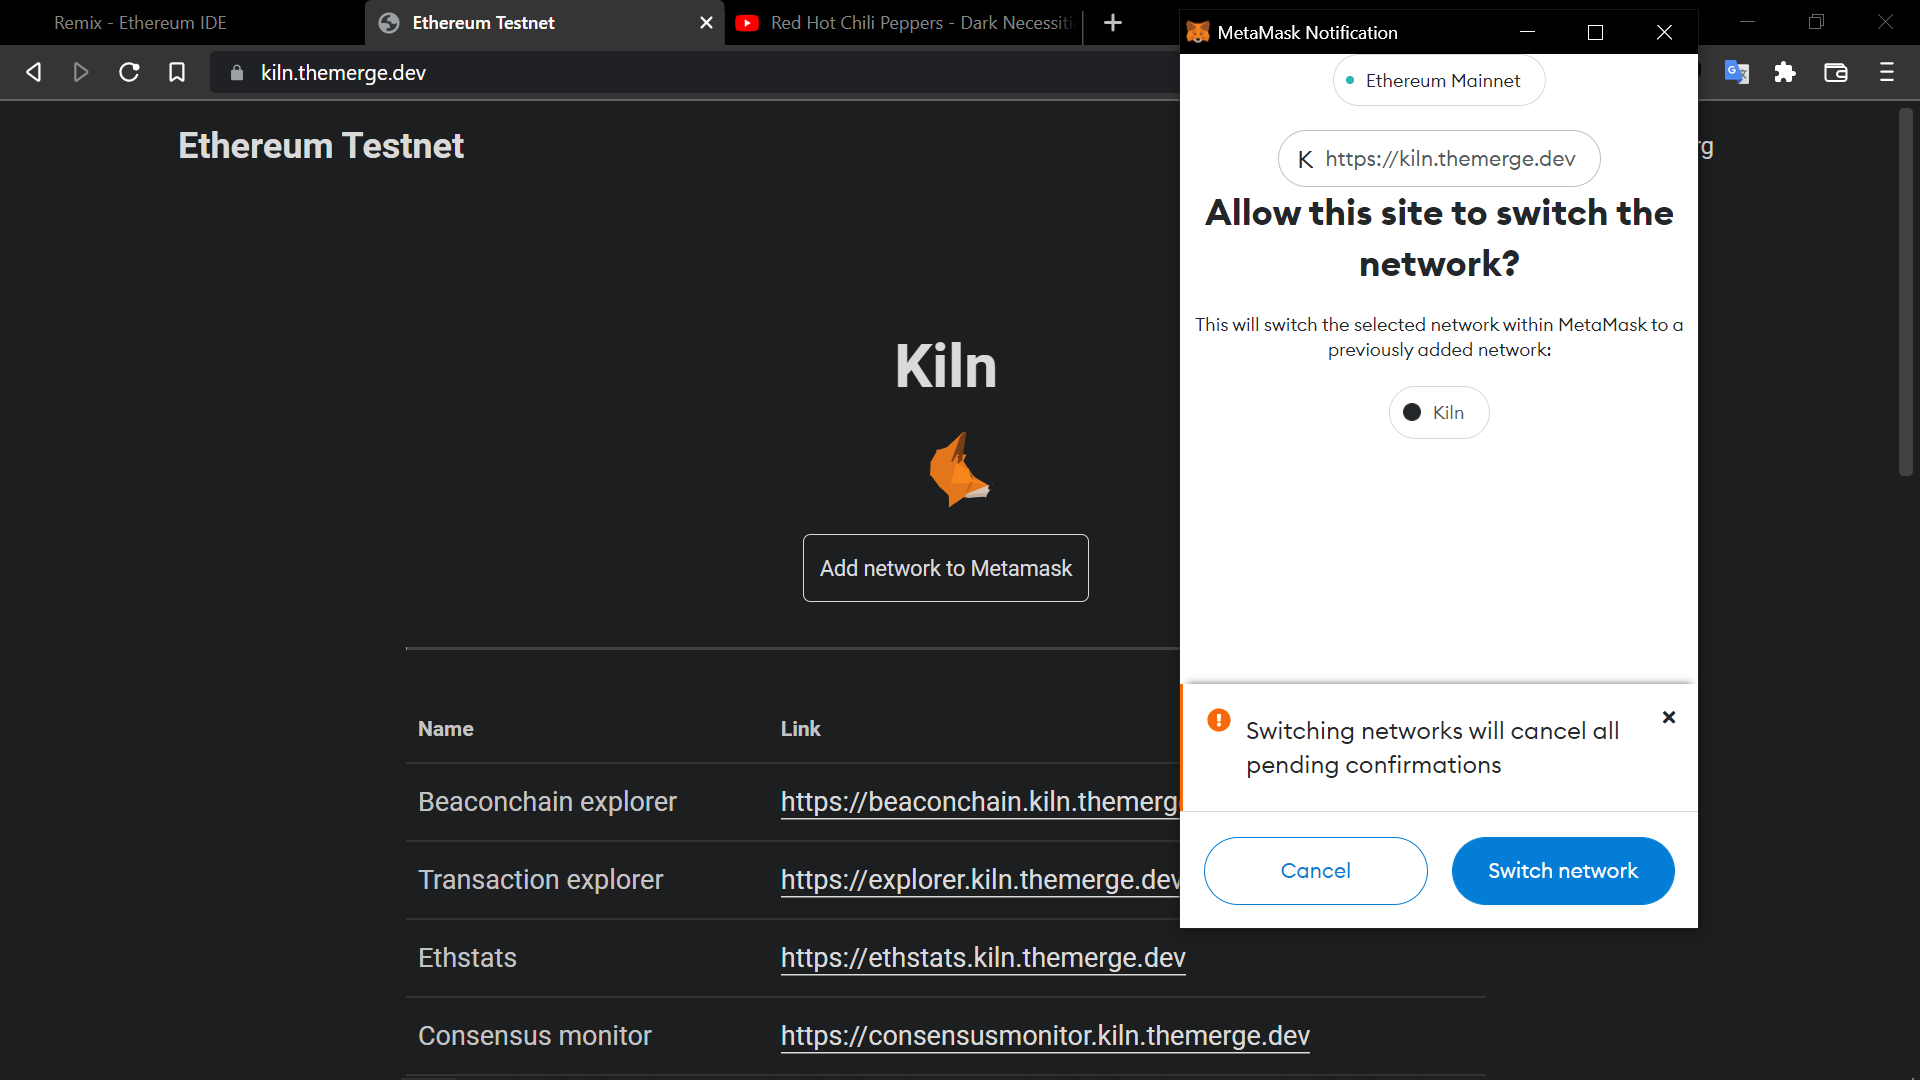 Remix - Ethereum IDE
Ethereum Testnet
Red Hot Chili Peppers - Dark
MetaMask Notification
kiln.themerge.dev
Ethereum Testnet
Kiln
Add network to Metamask
Name Link
Beaconchain explorer https://beaconchain.kiln.themerg
Transaction explorer https://explorer.kiln.themerge.dev
Ethstats https://ethstats.kiln.themerge.dev
Consensus monitor https://consensusmonitor.kiln.themerge.dev
Ethereum Mainnet
K https://kiln.themerge.dev
Allow this site to switch the
network?
This will switch the selected network within MetaMask to a
previously added network:
Kiln
Switching networks will cancel all
pending confirmations
Cancel
Switch network